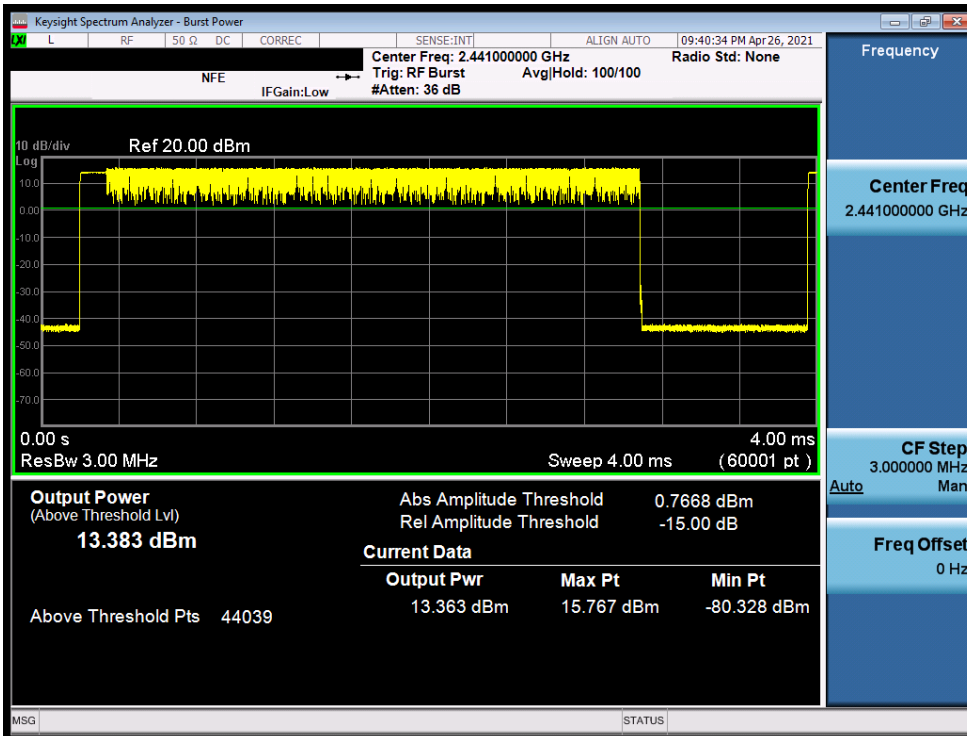 Keysight Spectrum Analyzer - Burst Power
LXI L RF 50 Ω DC CORREC SENSE:INT ALIGN AUTO 09:40:34 PM Apr 26, 2021
Center Freq: 2.441000000 GHz Radio Std: None
NFE Trig: RF Burst Avg|Hold: 100/100
IFGain:Low #Atten: 36 dB
10 dB/div Ref 20.00 dBm
Log
10.0
0.00
-10.0
-20.0
-30.0
-40.0
-50.0
-60.0
-70.0
0.00 s 4.00 ms
ResBw 3.00 MHz Sweep 4.00 ms (60001 pt )
Output Power
(Above Threshold Lvl)
13.383 dBm
Above Threshold Pts 44039
Abs Amplitude Threshold 0.7668 dBm
Rel Amplitude Threshold -15.00 dB
Current Data
Output Pwr Max Pt Min Pt
13.363 dBm 15.767 dBm -80.328 dBm
Frequency
Center Freq
2.441000000 GHz
CF Step
3.000000 MHz
Auto Man
Freq Offset
0 Hz
MSG STATUS